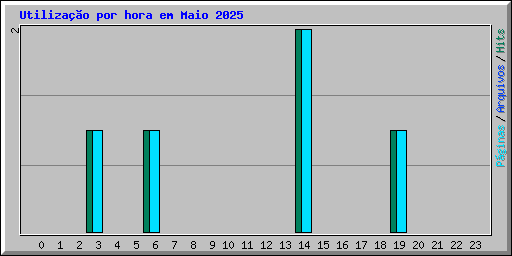 Utilização por hora em Maio 2025
2
Páginas / Arquivos / Hits
0 1 2 3 4 5 6 7 8 9 10 11 12 13 14 15 16 17 18 19 20 21 22 23